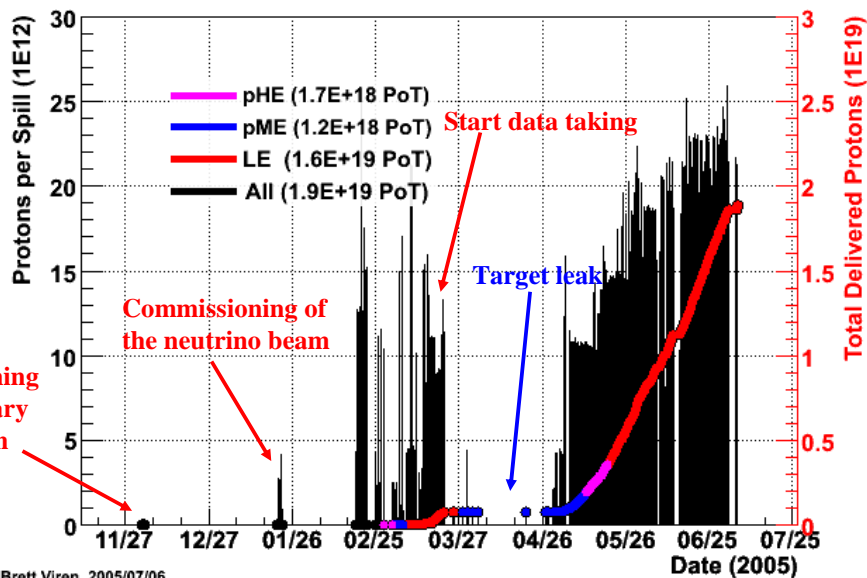 30
25
20
15
10
5
0
Protons per Spill (1E12)
3
2.5
2
1.5
1
0.5
0
Total Delivered Protons (1E19)
pHE (1.7E+18 PoT)
pME (1.2E+18 PoT)
LE (1.6E+19 PoT)
All (1.9E+19 PoT)
Start data taking
Target leak
Commissioning of
the neutrino beam
11/27 12/27 01/26 02/25 03/27 04/26 05/26 06/25 07/25
Date (2005)
Brett Viren, 2005/07/06